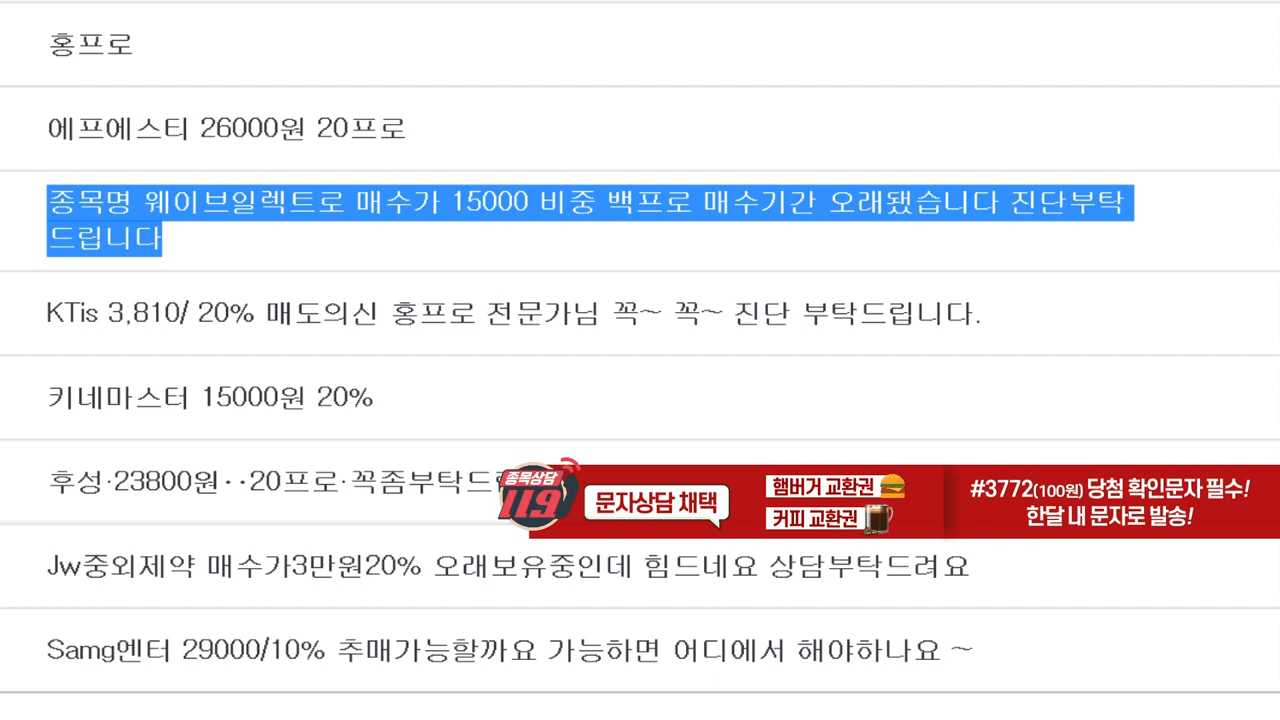 홍프로
에프에스티 26000원 20프로
종목명 웨이브일렉트로 매수가 15000 비중 백프로 매수기간 오래됐습니다 진단부탁
드립니다
KTis 3,810/ 20% 매도의신 홍프로 전문가님 꼭~ 꼭~ 진단 부탁드립니다.
키네마스터 15000원 20%
후성·23800원··20프로·꼭좀부탁드
종목상담
119
문자상담 채택
햄버거 교환권
커피 교환권
#3772(100원) 당첨 확인문자 필수!
한달 내 문자로 발송!
Jw중외제약 매수가3만원20% 오래보유중인데 힘드네요 상담부탁드려요
Samg엔터 29000/10% 추매가능할까요 가능하면 어디에서 해야하나요 ~